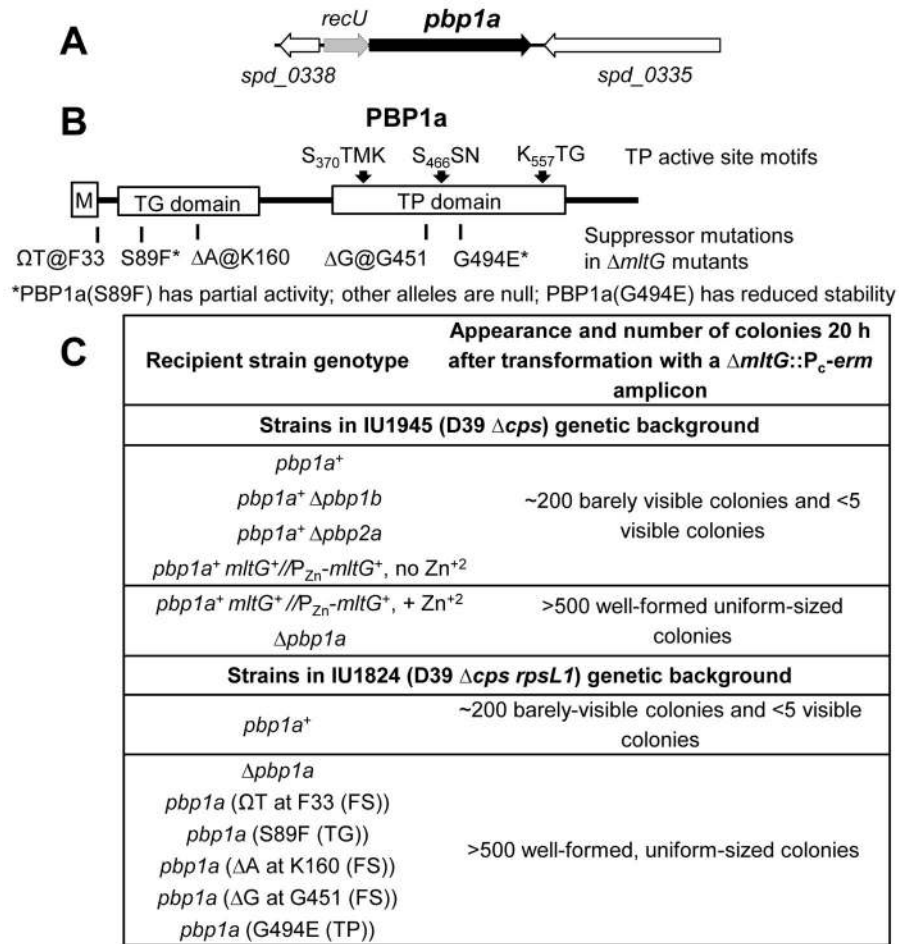 A
recU
pbp1a
spd_0338
spd_0335
B
PBP1a
S370TMK S466SN K557TG TP active site motifs
M TG domain TP domain
ΩT@F33 S89F* ΔA@K160 ΔG@G451 G494E* Suppressor mutations
in ΔmltG mutants
*PBP1a(S89F) has partial activity; other alleles are null; PBP1a(G494E) has reduced stability
C
Recipient strain genotype
Appearance and number of colonies 20 h
after transformation with a ΔmltG::Pc-erm
amplicon
Strains in IU1945 (D39 Δcps) genetic background
pbp1a+
pbp1a+ Δpbp1b
pbp1a+ Δpbp2a
pbp1a+ mltG+//PZn-mltG+, no Zn+2
~200 barely visible colonies and <5
visible colonies
pbp1a+ mltG+//PZn-mltG+, + Zn+2
Δpbp1a
>500 well-formed uniform-sized
colonies
Strains in IU1824 (D39 Δcps rpsL1) genetic background
pbp1a+
~200 barely-visible colonies and <5 visible
colonies
Δpbp1a
pbp1a (ΩT at F33 (FS))
pbp1a (S89F (TG))
pbp1a (ΔA at K160 (FS))
pbp1a (ΔG at G451 (FS))
pbp1a (G494E (TP))
>500 well-formed, uniform-sized colonies